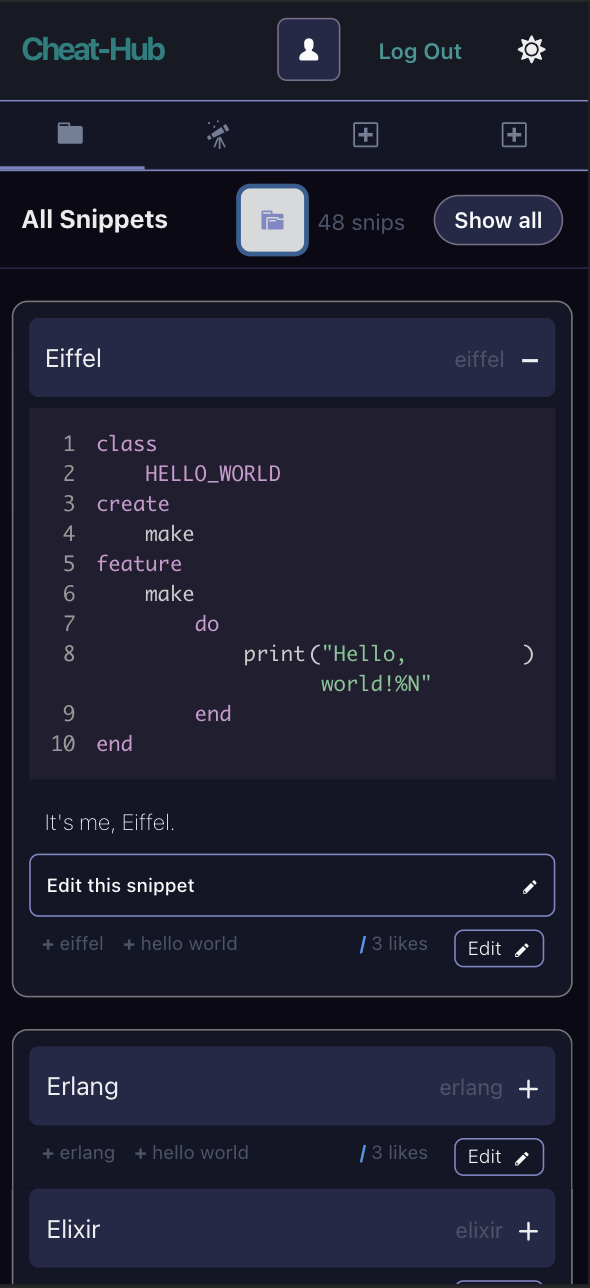 Cheat-Hub Log Out
All Snippets 48 snips Show all
Eiffel eiffel
1 class
2 HELLO_WORLD
3 create
4 make
5 feature
6 make
7 do
8 print("Hello, )
world!%N"
9 end
10 end
It's me, Eiffel.
Edit this snippet
+ eiffel + hello world / 3 likes Edit
Erlang erlang +
+ erlang + hello world / 3 likes Edit
Elixir elixir +